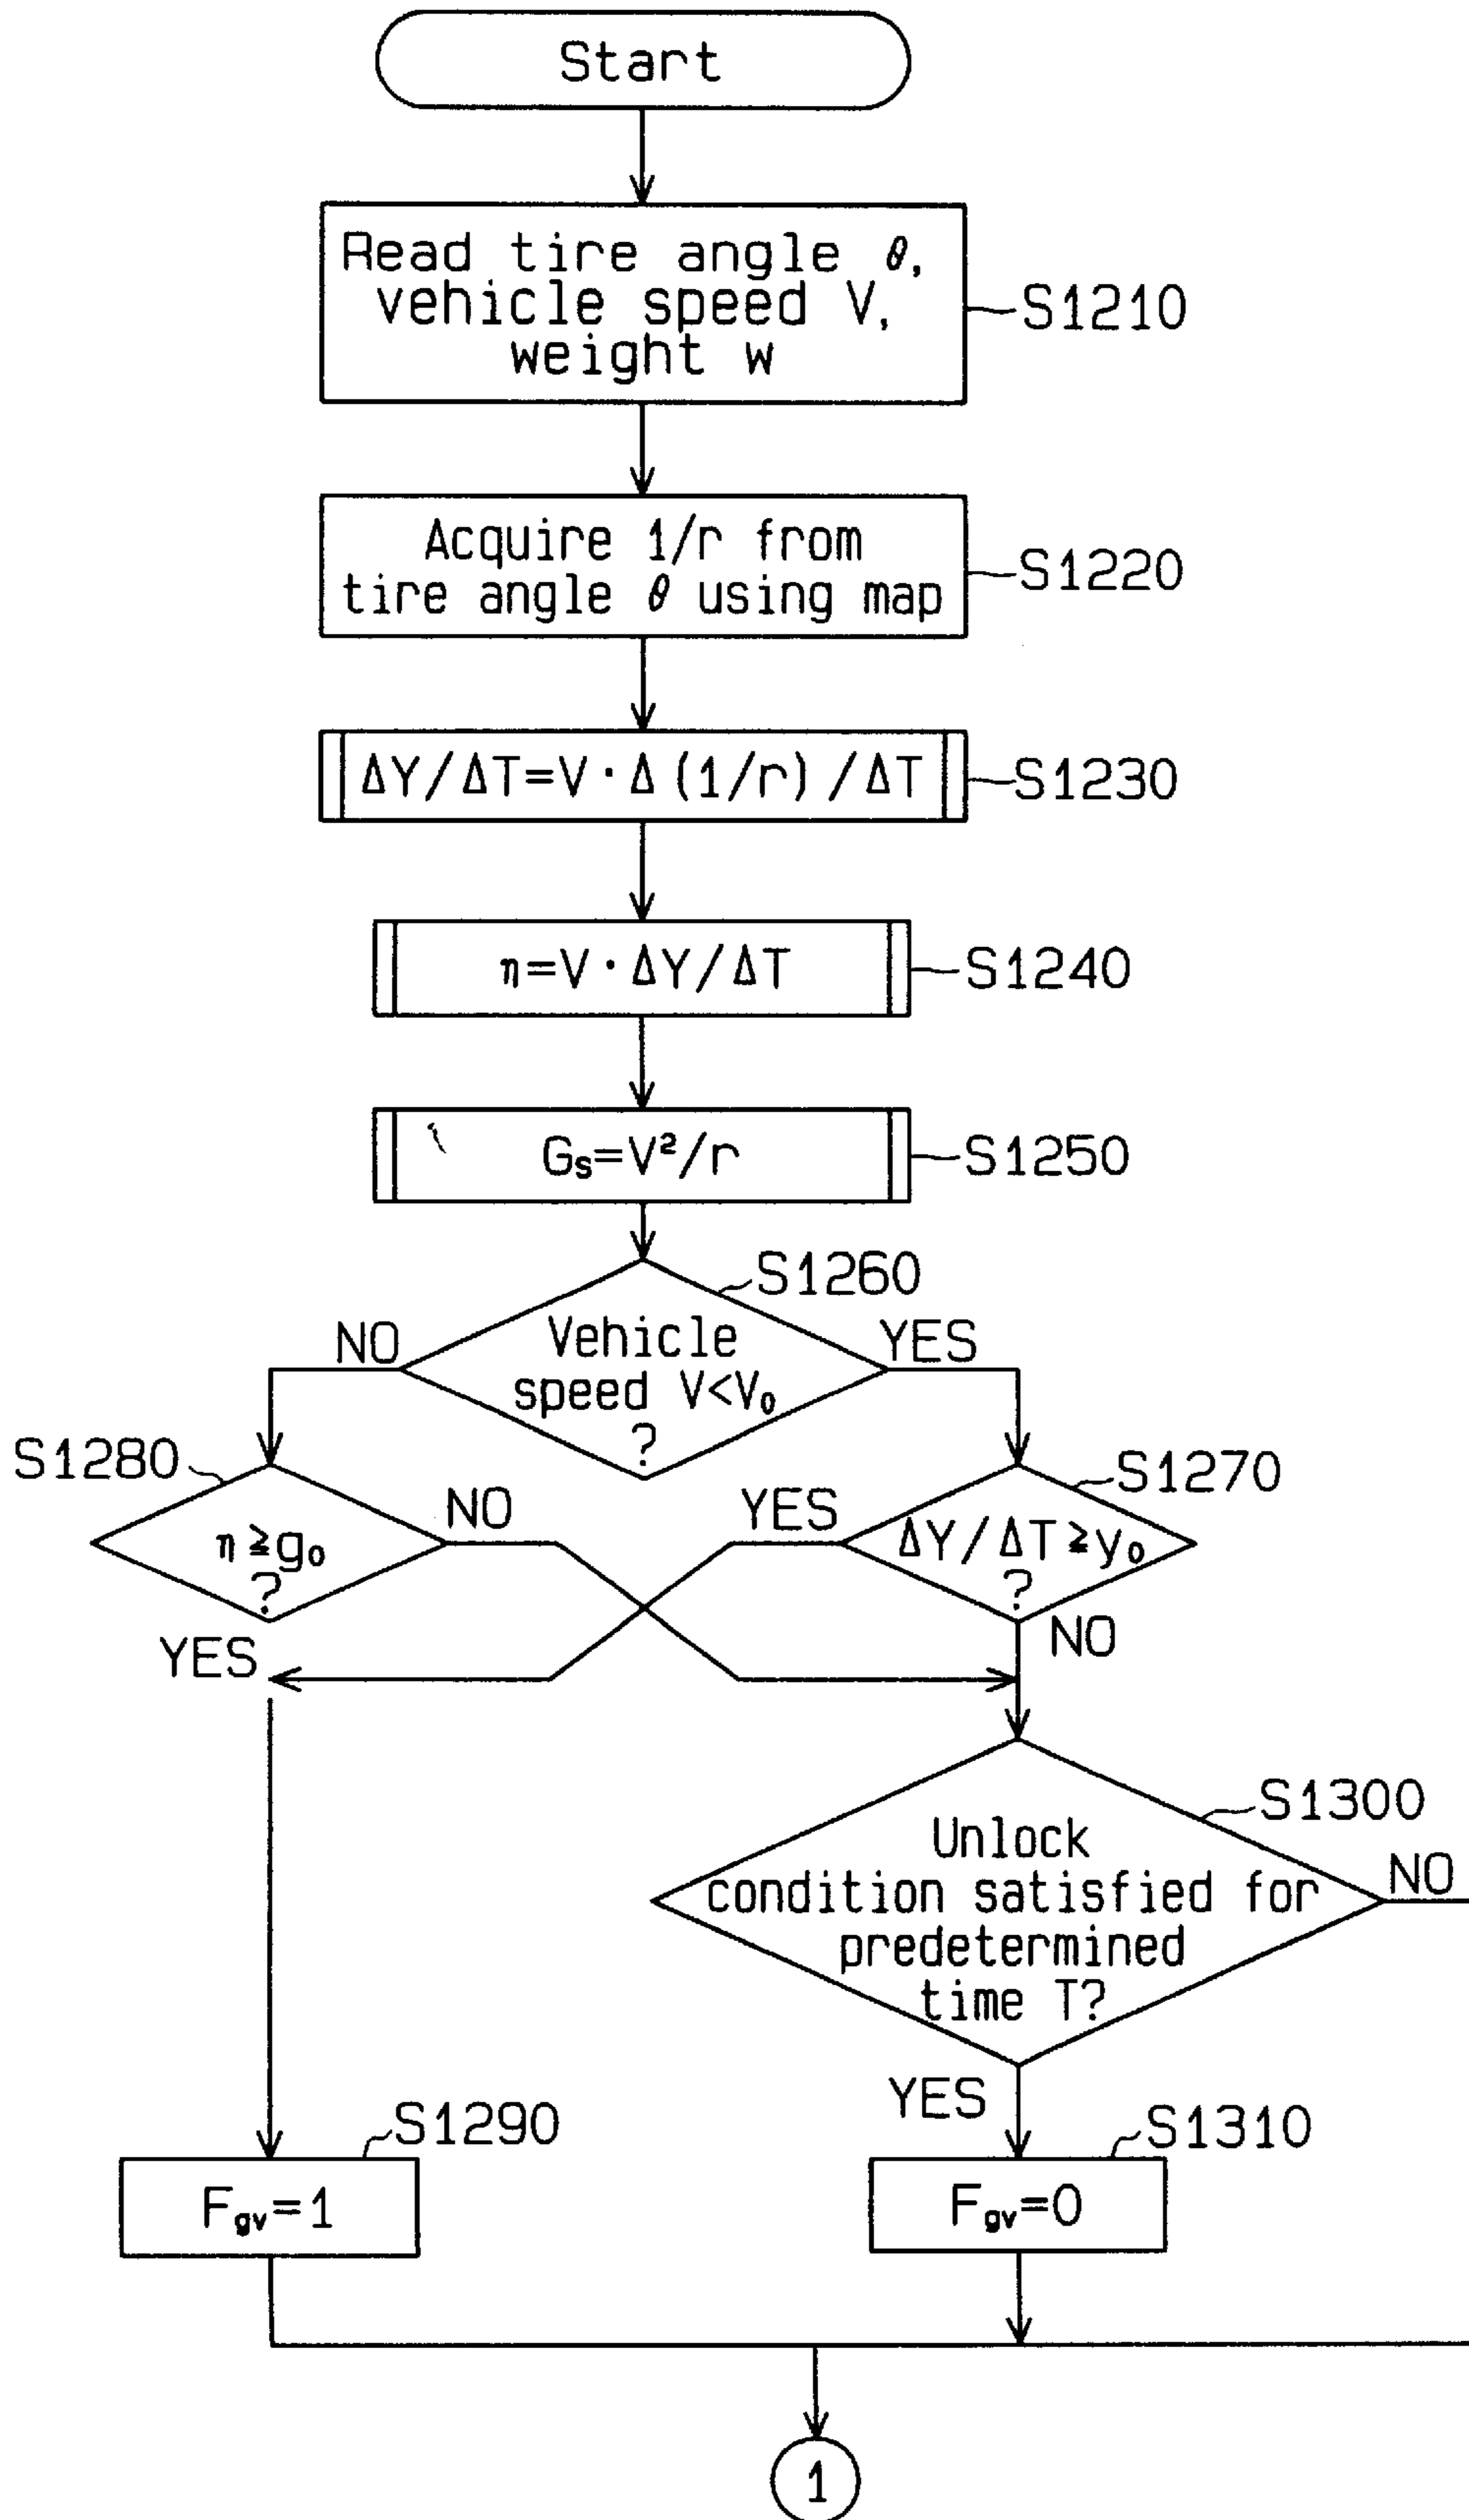 Start
Read tire angle θ,
vehicle speed V,
weight w
S1210
Acquire 1/r from
tire angle θ using map
S1220
ΔY/ΔT=V·Δ(1/r)/ΔT
S1230
η=V·ΔY/ΔT
S1240
Gs=V²/r
S1250
S1260
NO
Vehicle
speed V<V₀
?
YES
S1280
η≧g₀
?
NO
YES
S1270
YES
ΔY/ΔT≧y₀
?
NO
S1300
Unlock
condition satisfied for
predetermined
time T?
NO
YES
S1290
Fgv=1
S1310
Fgv=0
1